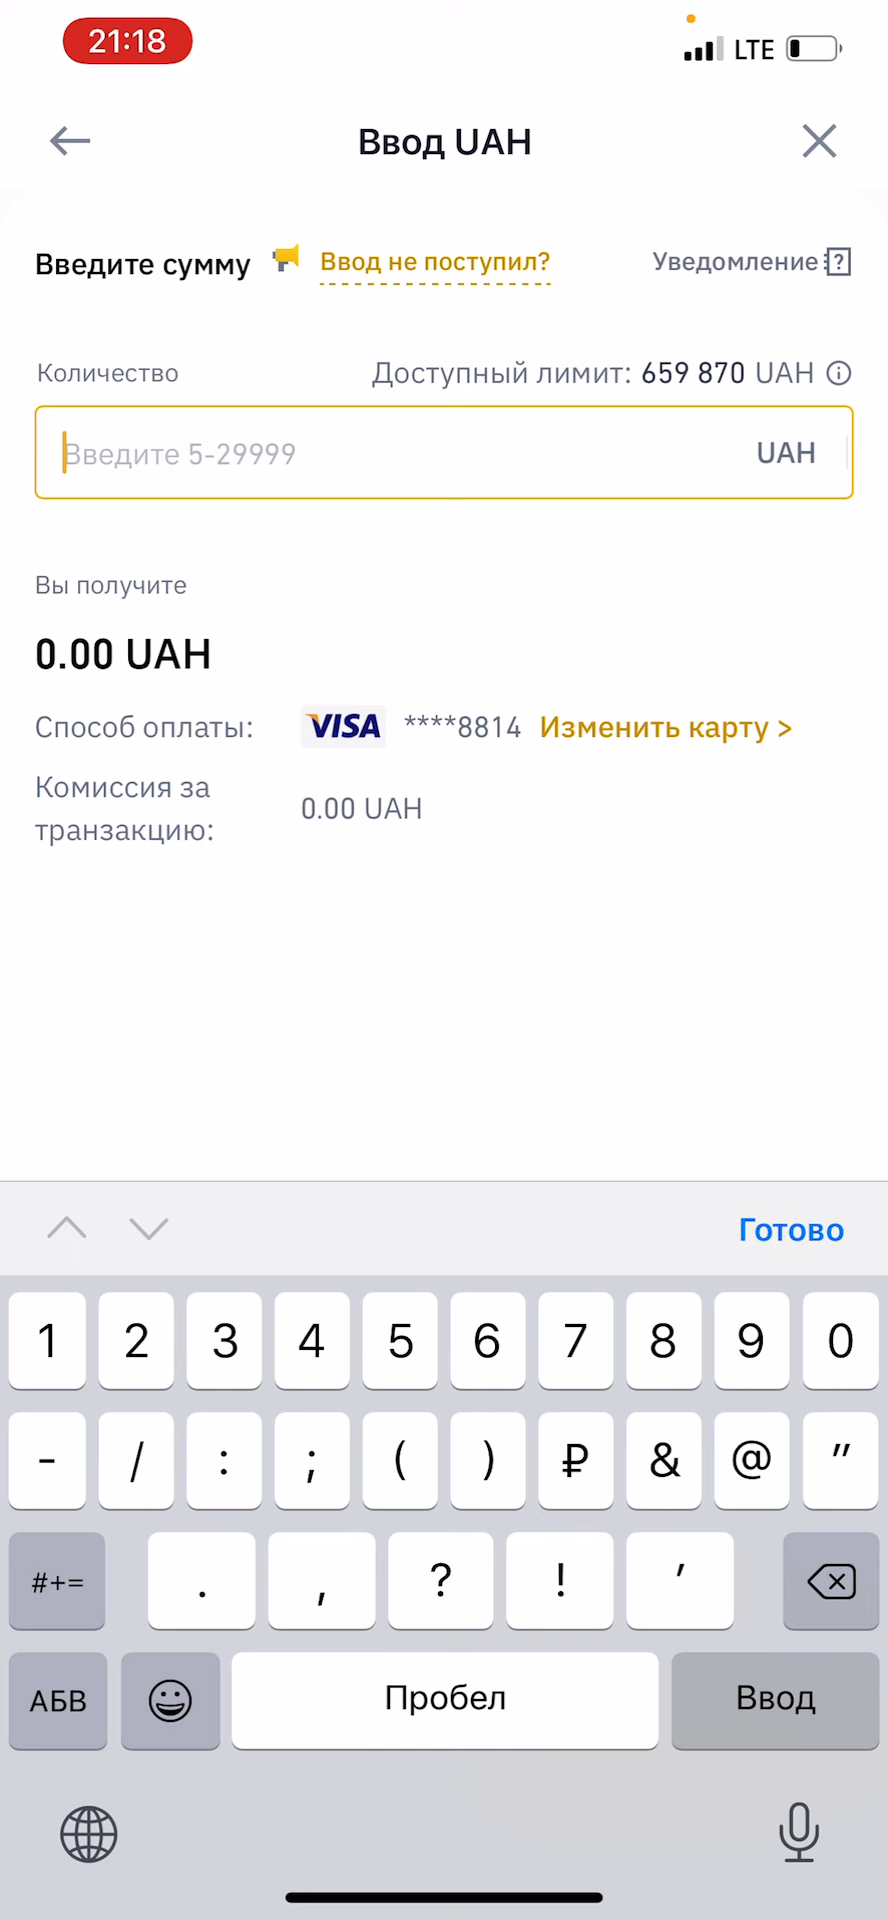 21:18 LTE
Ввод UAH
Введите сумму Ввод не поступил? Уведомление
Количество Доступный лимит: 659 870 UAH
Введите 5-29999 UAH
Вы получите
0.00 UAH
Способ оплаты: VISA ****8814 Изменить карту >
Комиссия за
транзакцию: 0.00 UAH
Готово
1 2 3 4 5 6 7 8 9 0
- / : ; ( ) ₽ & @ "
#+= . , ? ! ’
АБВ Пробел Ввод